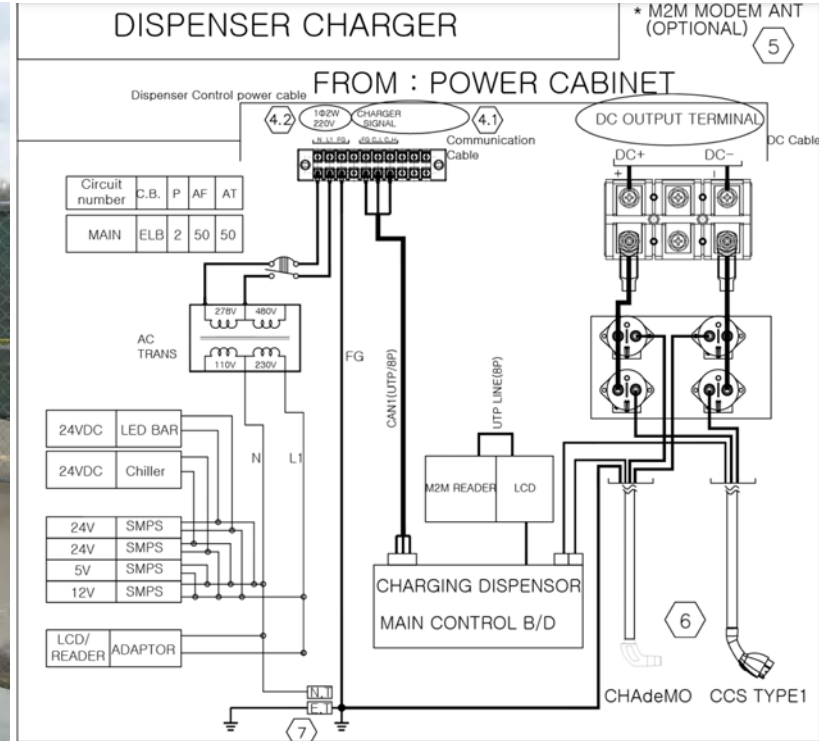 DISPENSER CHARGER
* M2M MODEM ANT
(OPTIONAL)
5
FROM : POWER CABINET
Dispenser Control power cable
4.2
1Φ2W
220V
CHARGER
SIGNAL
4.1
Communication
Cable
N L1 FG
FG C.L C.H
DC OUTPUT TERMINAL
DC Cable
DC+
DC-
+
-
Circuit
number
C.B.
P
AF
AT
MAIN
ELB
2
50
50
278V
480V
AC
TRANS
110V
230V
FG
CAN1(UTP/8P)
UTP LINE(8P)
24VDC
LED BAR
24VDC
Chiller
N
L1
M2M READER
LCD
24V
SMPS
24V
SMPS
5V
SMPS
12V
SMPS
CHARGING DISPENSOR
MAIN CONTROL B/D
6
LCD/
READER
ADAPTOR
CHAdeMO
CCS TYPE1
N.T
E.T
7